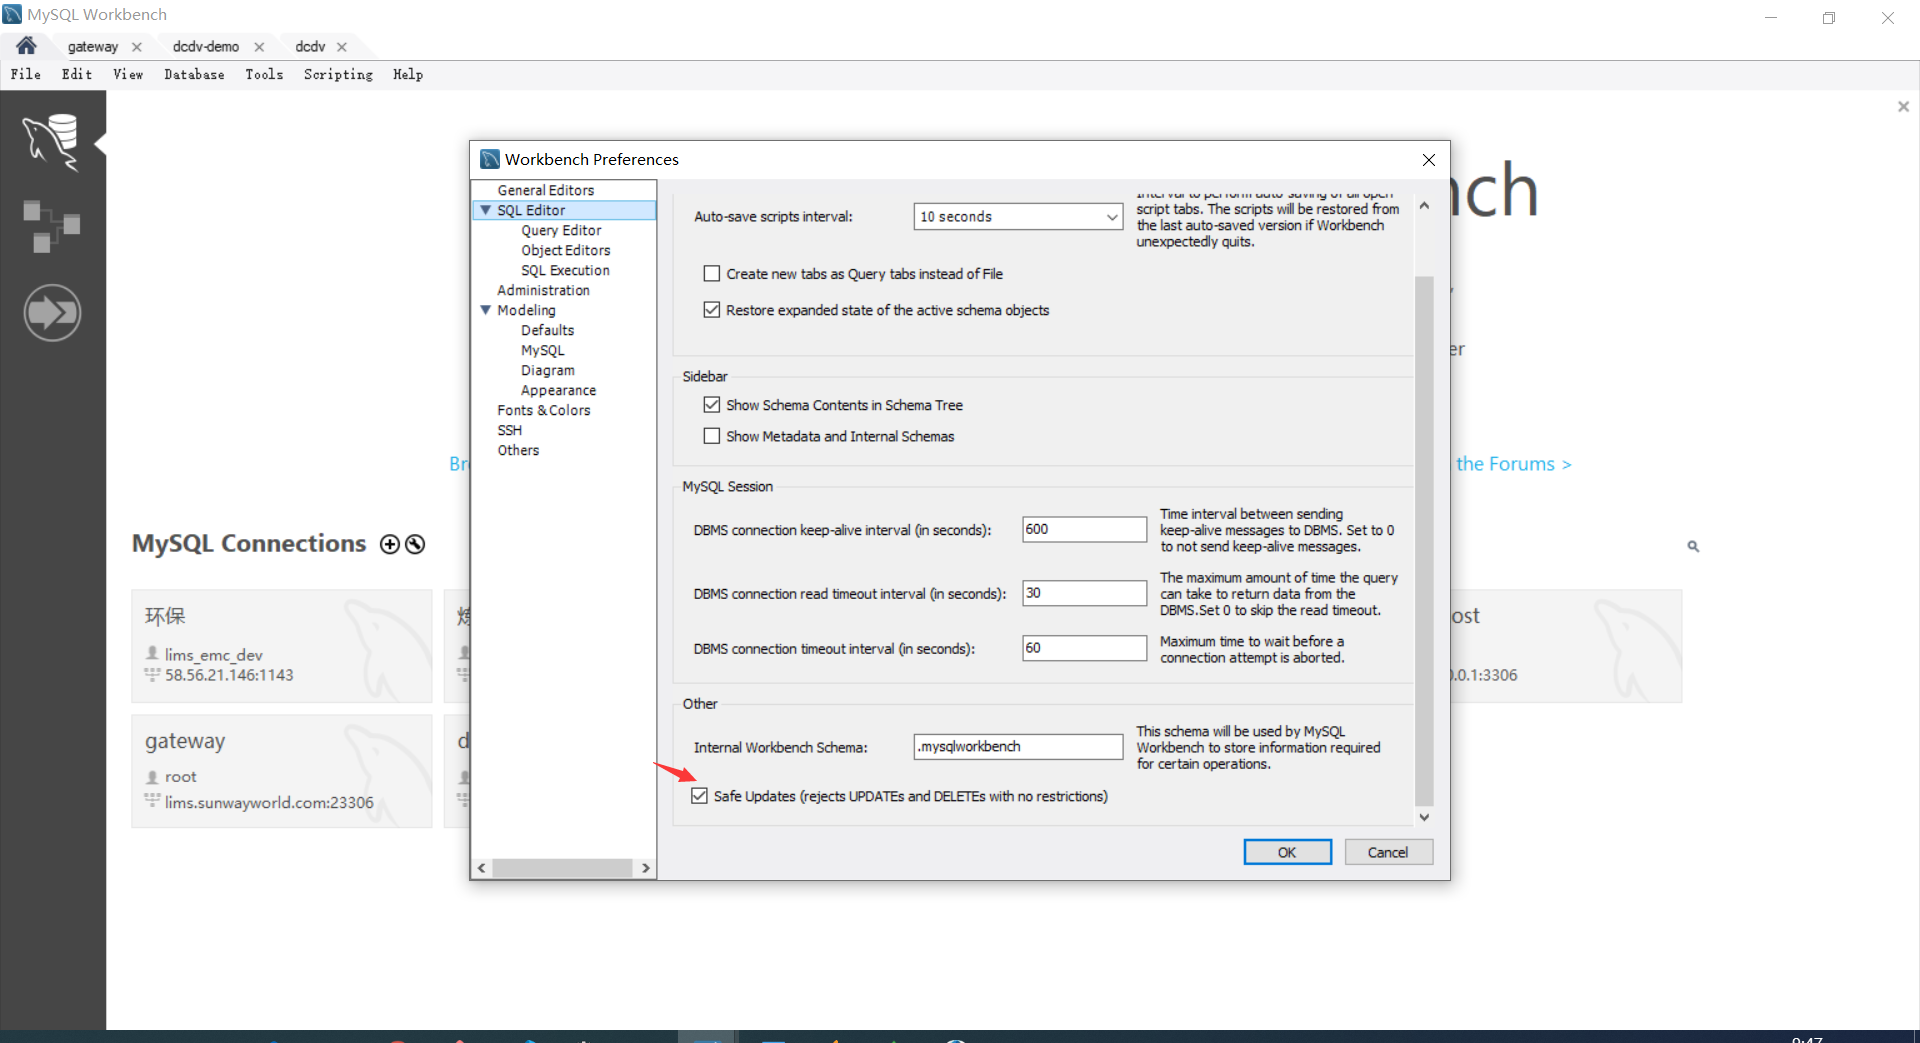 MySQL Workbench
gateway
dcdv-demo
dcdv
File Edit View Database Tools Scripting Help
Workbench Preferences
General Editors
SQL Editor
Query Editor
Object Editors
SQL Execution
Administration
Modeling
Defaults
MySQL
Diagram
Appearance
Fonts & Colors
SSH
Others
Auto-save scripts interval:
10 seconds
Interval to perform auto-saving of all open
script tabs. The scripts will be restored from
the last auto-saved version if Workbench
unexpectedly quits.
Create new tabs as Query tabs instead of File
Restore expanded state of the active schema objects
Sidebar
Show Schema Contents in Schema Tree
Show Metadata and Internal Schemas
MySQL Session
DBMS connection keep-alive interval (in seconds):
600
Time interval between sending
keep-alive messages to DBMS. Set to 0
to not send keep-alive messages.
DBMS connection read timeout interval (in seconds):
30
The maximum amount of time the query
can take to return data from the
DBMS.Set 0 to skip the read timeout.
DBMS connection timeout interval (in seconds):
60
Maximum time to wait before a
connection attempt is aborted.
Other
Internal Workbench Schema:
.mysqlworkbench
This schema will be used by MySQL
Workbench to store information required
for certain operations.
Safe Updates (rejects UPDATEs and DELETEs with no restrictions)
OK
Cancel
nch
er
Br
the Forums >
MySQL Connections
环保
lims_emc_dev
58.56.21.146:1143
gateway
root
lims.sunwayworld.com:23306
d
ost
0.0.1:3306